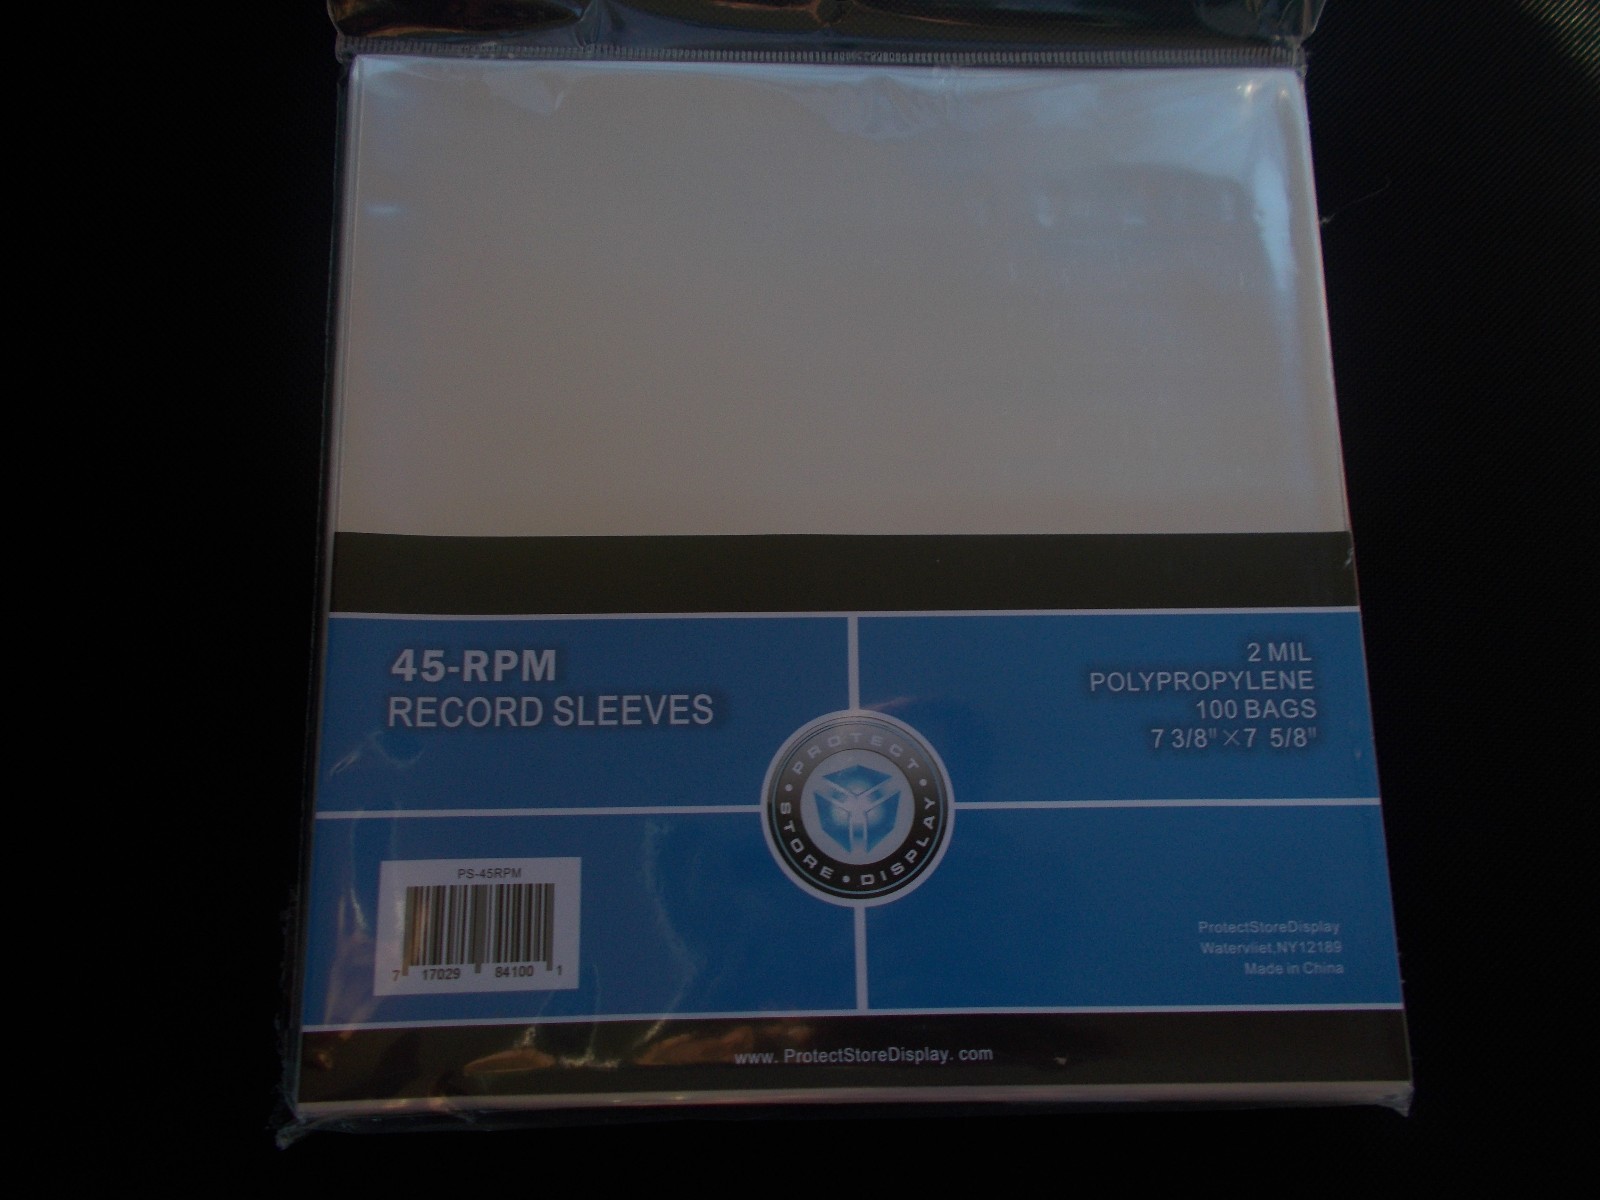 45-RPM
RECORD SLEEVES
2 MIL
POLYPROPYLENE
100 BAGS
7 3/8"×7 5/8"
PROTECT • DISPLAY • STORE •
PS-45RPM
7 17029 84100 1
ProtectStoreDisplay
Watervliet,NY12189
Made in China
www. ProtectStoreDisplay. com